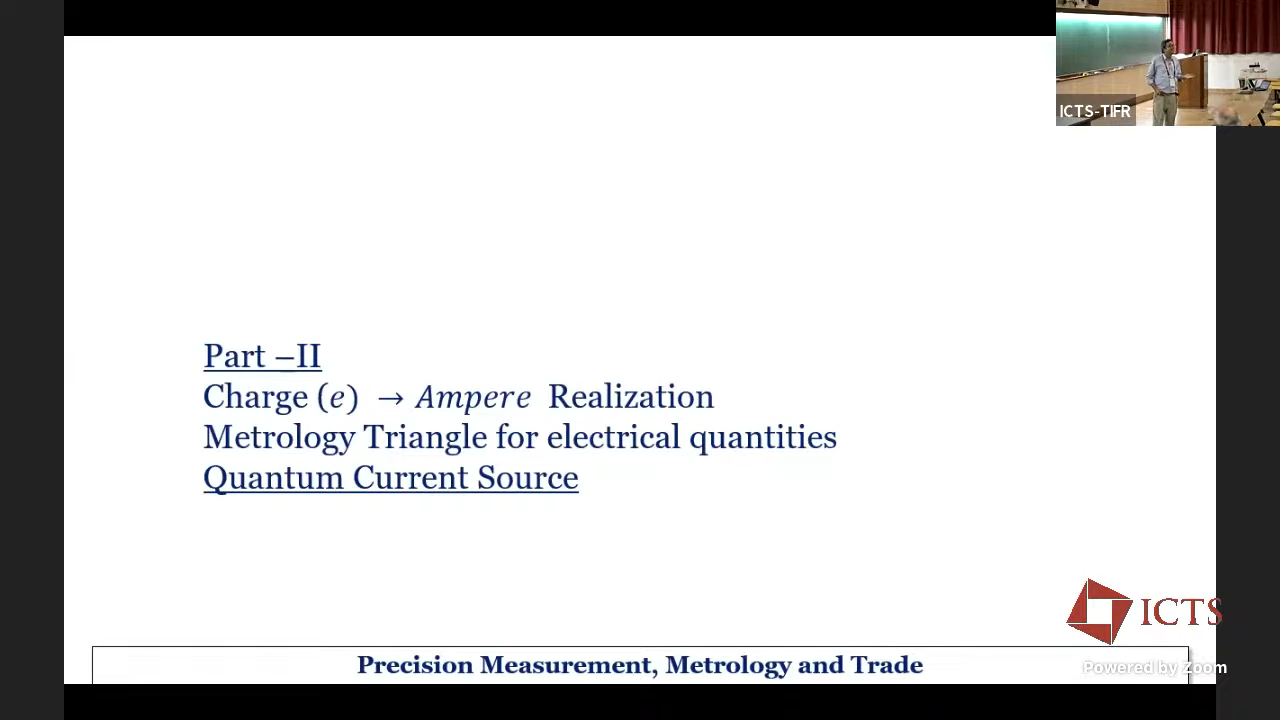 ICTS-TIFR
Part –II
Charge (𝑒) → 𝐴𝑚𝑝𝑒𝑟𝑒 Realization
Metrology Triangle for electrical quantities
Quantum Current Source
ICTS
Precision Measurement, Metrology and Trade
Powered by Zoom